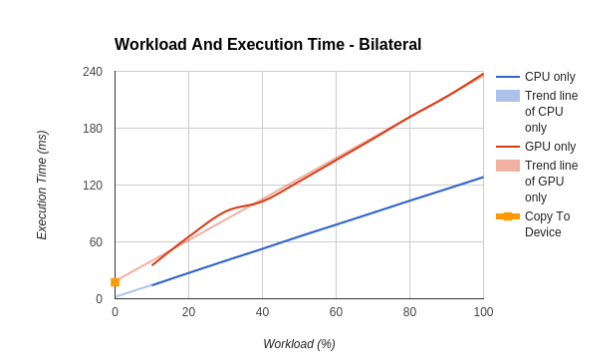 Workload And Execution Time - Bilateral
240
180
120
60
0
Execution Time (ms)
0 20 40 60 80 100
Workload (%)
CPU only
Trend line
of CPU
only
GPU only
Trend line
of GPU
only
Copy To
Device